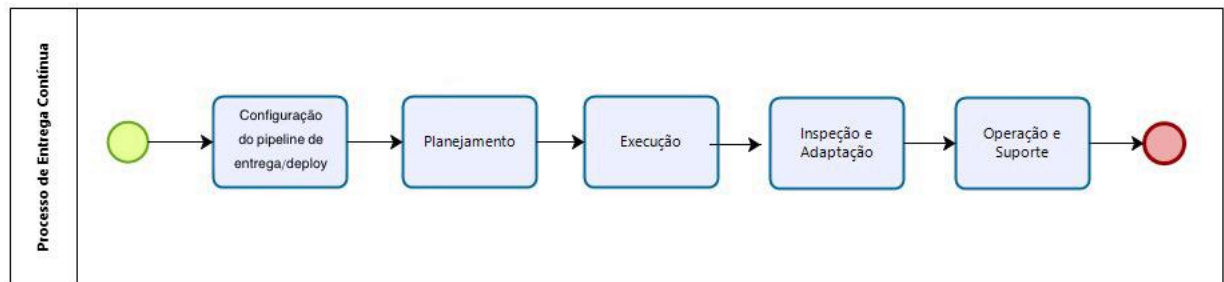 Processo de Entrega Contínua
Configuração
do pipeline de
entrega/deploy
Planejamento
Execução
Inspeção e
Adaptação
Operação e
Suporte